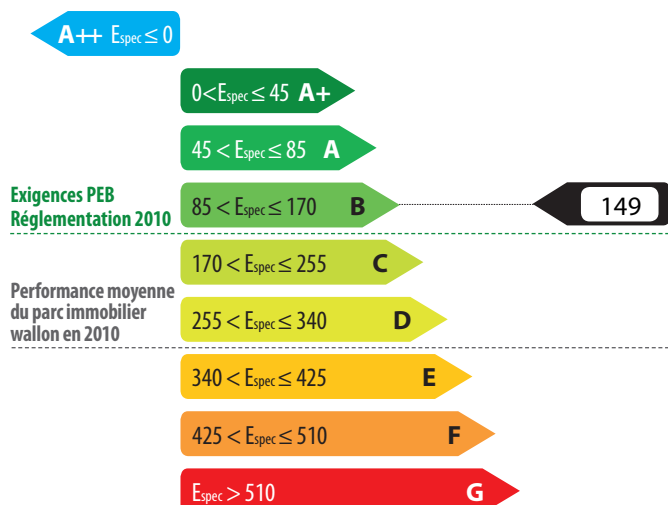 A++ Espec ≤ 0
0<Espec ≤ 45 A+
45 < Espec ≤ 85 A
Exigences PEB
Réglementation 2010
85 < Espec ≤ 170 B
149
170 < Espec ≤ 255 C
Performance moyenne
du parc immobilier
wallon en 2010
255 < Espec ≤ 340 D
340 < Espec ≤ 425 E
425 < Espec ≤ 510 F
Espec > 510 G